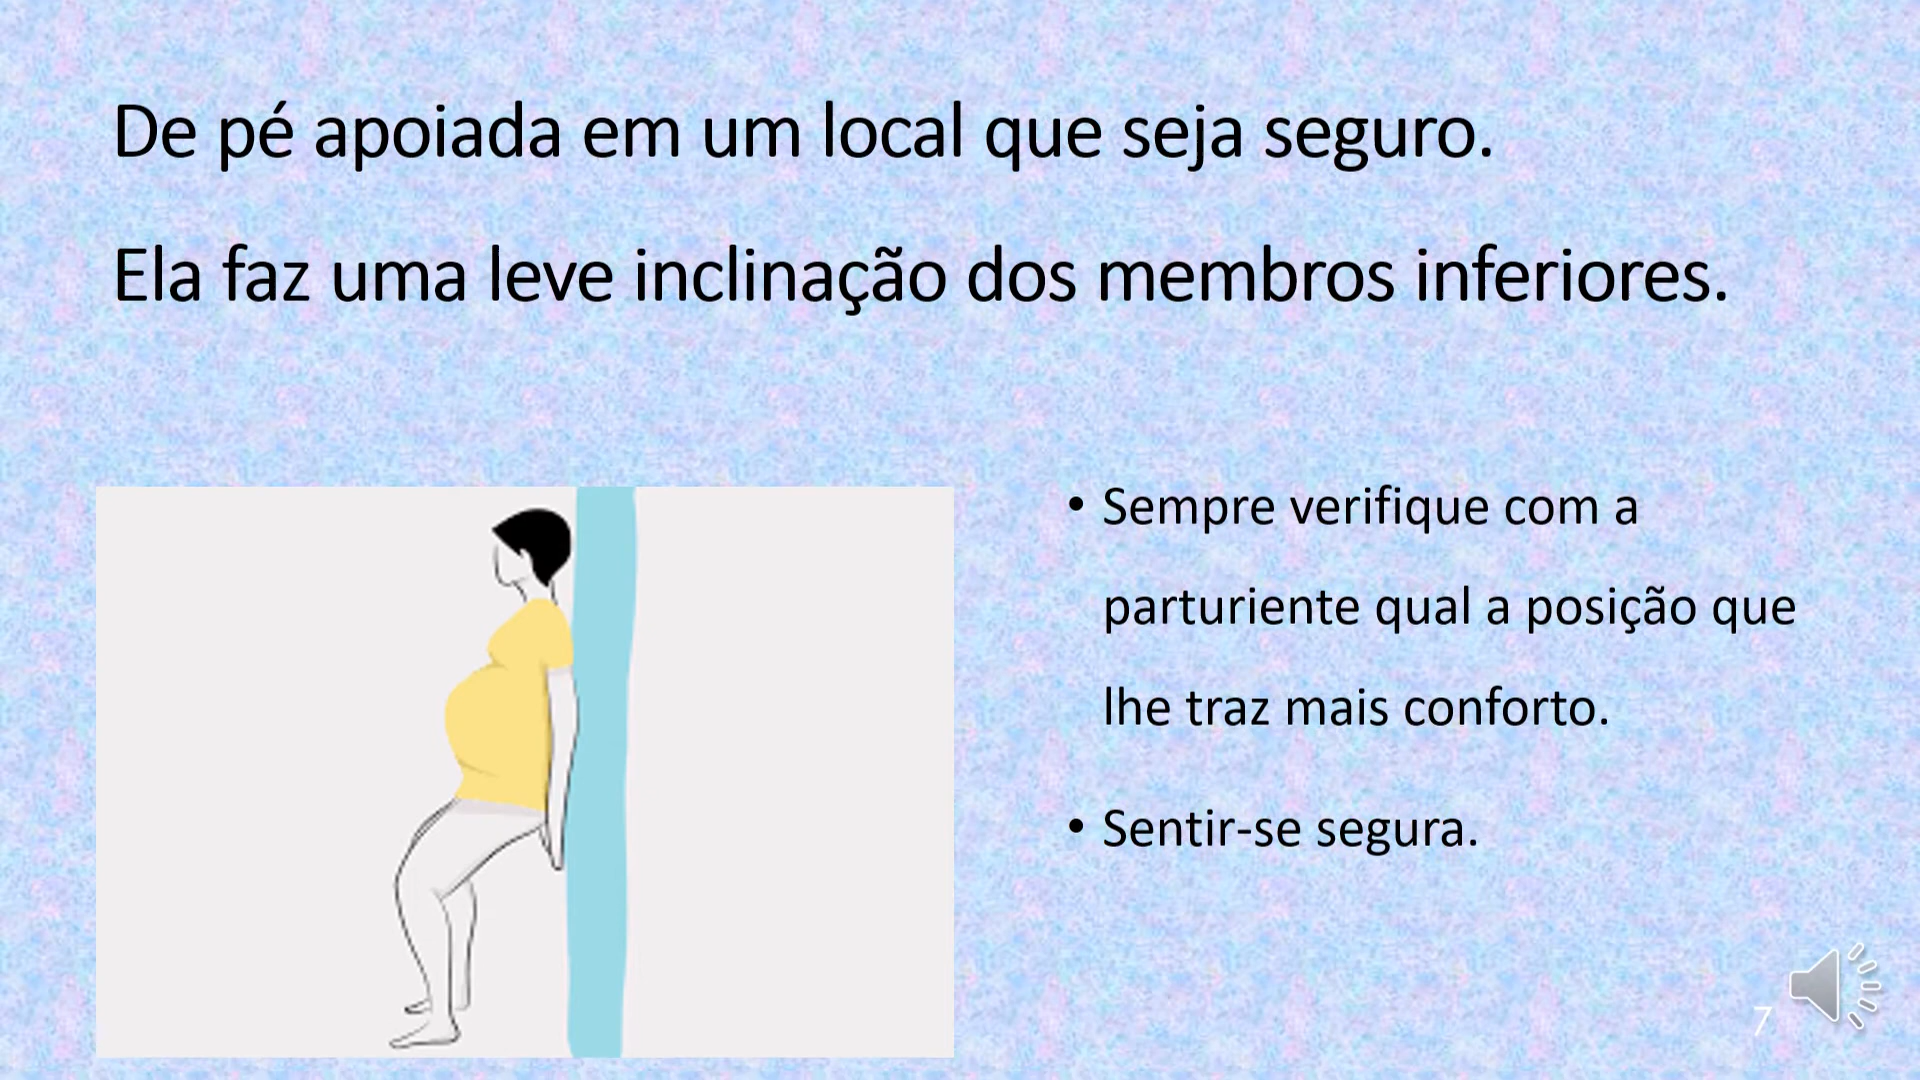 De pé apoiada em um local que seja seguro.
Ela faz uma leve inclinação dos membros inferiores.
• Sempre verifique com a
parturiente qual a posição que
lhe traz mais conforto.
• Sentir-se segura.
7